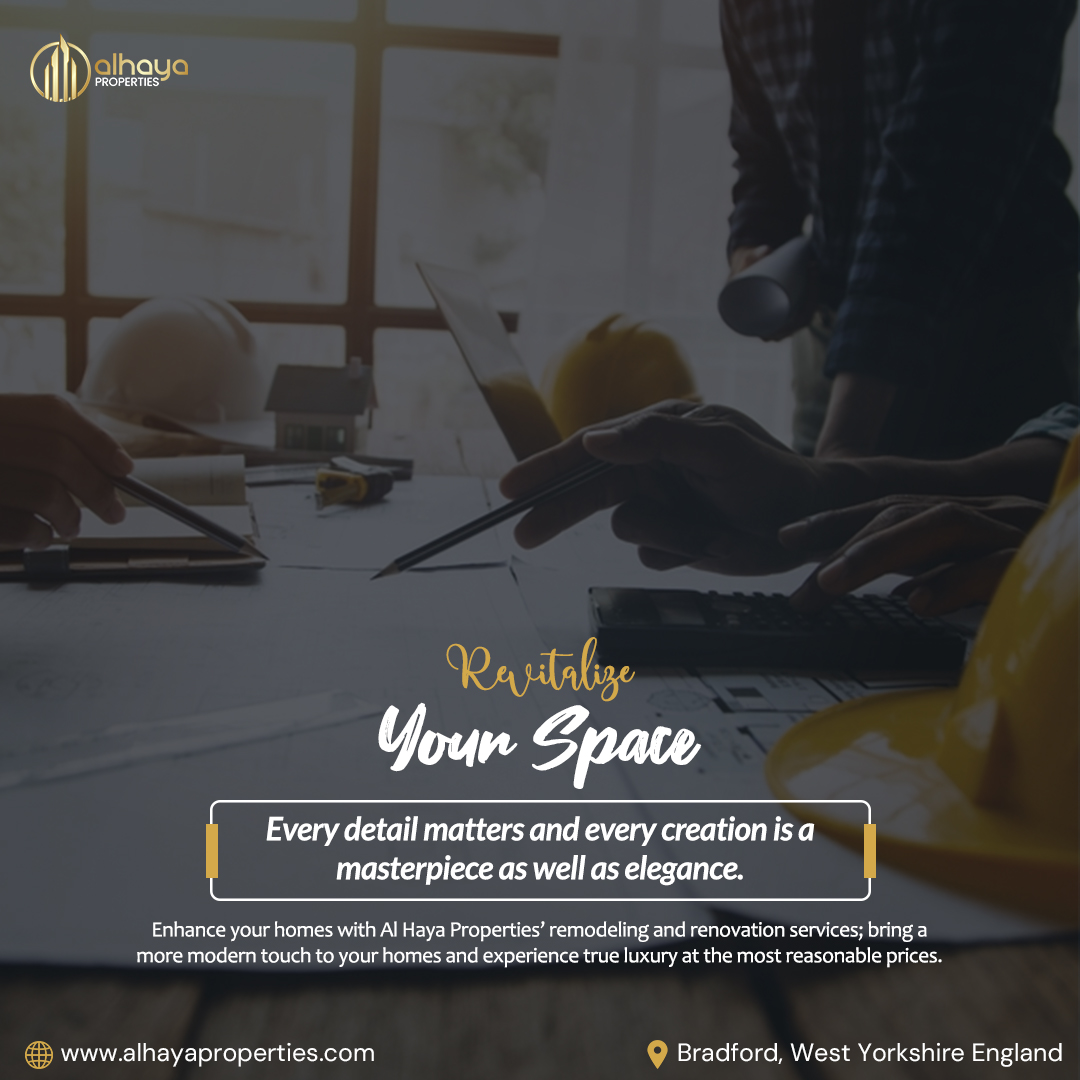 alhaya
PROPERTIES
Revitalize
Your Space
Every detail matters and every creation is a
masterpiece as well as elegance.
Enhance your homes with Al Haya Properties’ remodeling and renovation services; bring a
more modern touch to your homes and experience true luxury at the most reasonable prices.
www.alhayaproperties.com
Bradford, West Yorkshire England